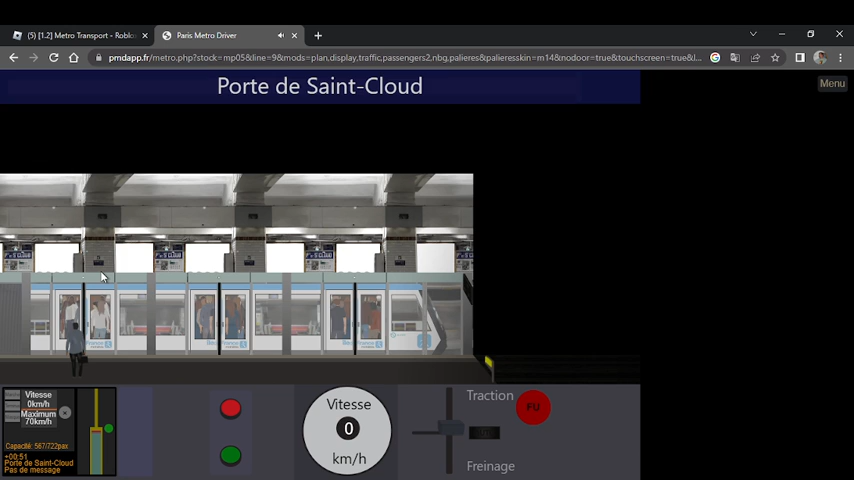 (5) [1.2] Metro Transport - Roblox
Paris Metro Driver
pmdapp.fr/metro.php?stock=mp05&line=9&mods=plan,display,traffic,passengers2,nbg,palieres&palieresskin=m14&nodoor=true&touchscreen=true&l...
Porte de Saint-Cloud
Menu
Vitesse
0km/h
Maximum
70km/h
Capacité: 567/722pax
+00:51
Porte de Saint-Cloud
Pas de message
Vitesse
0
km/h
Traction
FU
Freinage